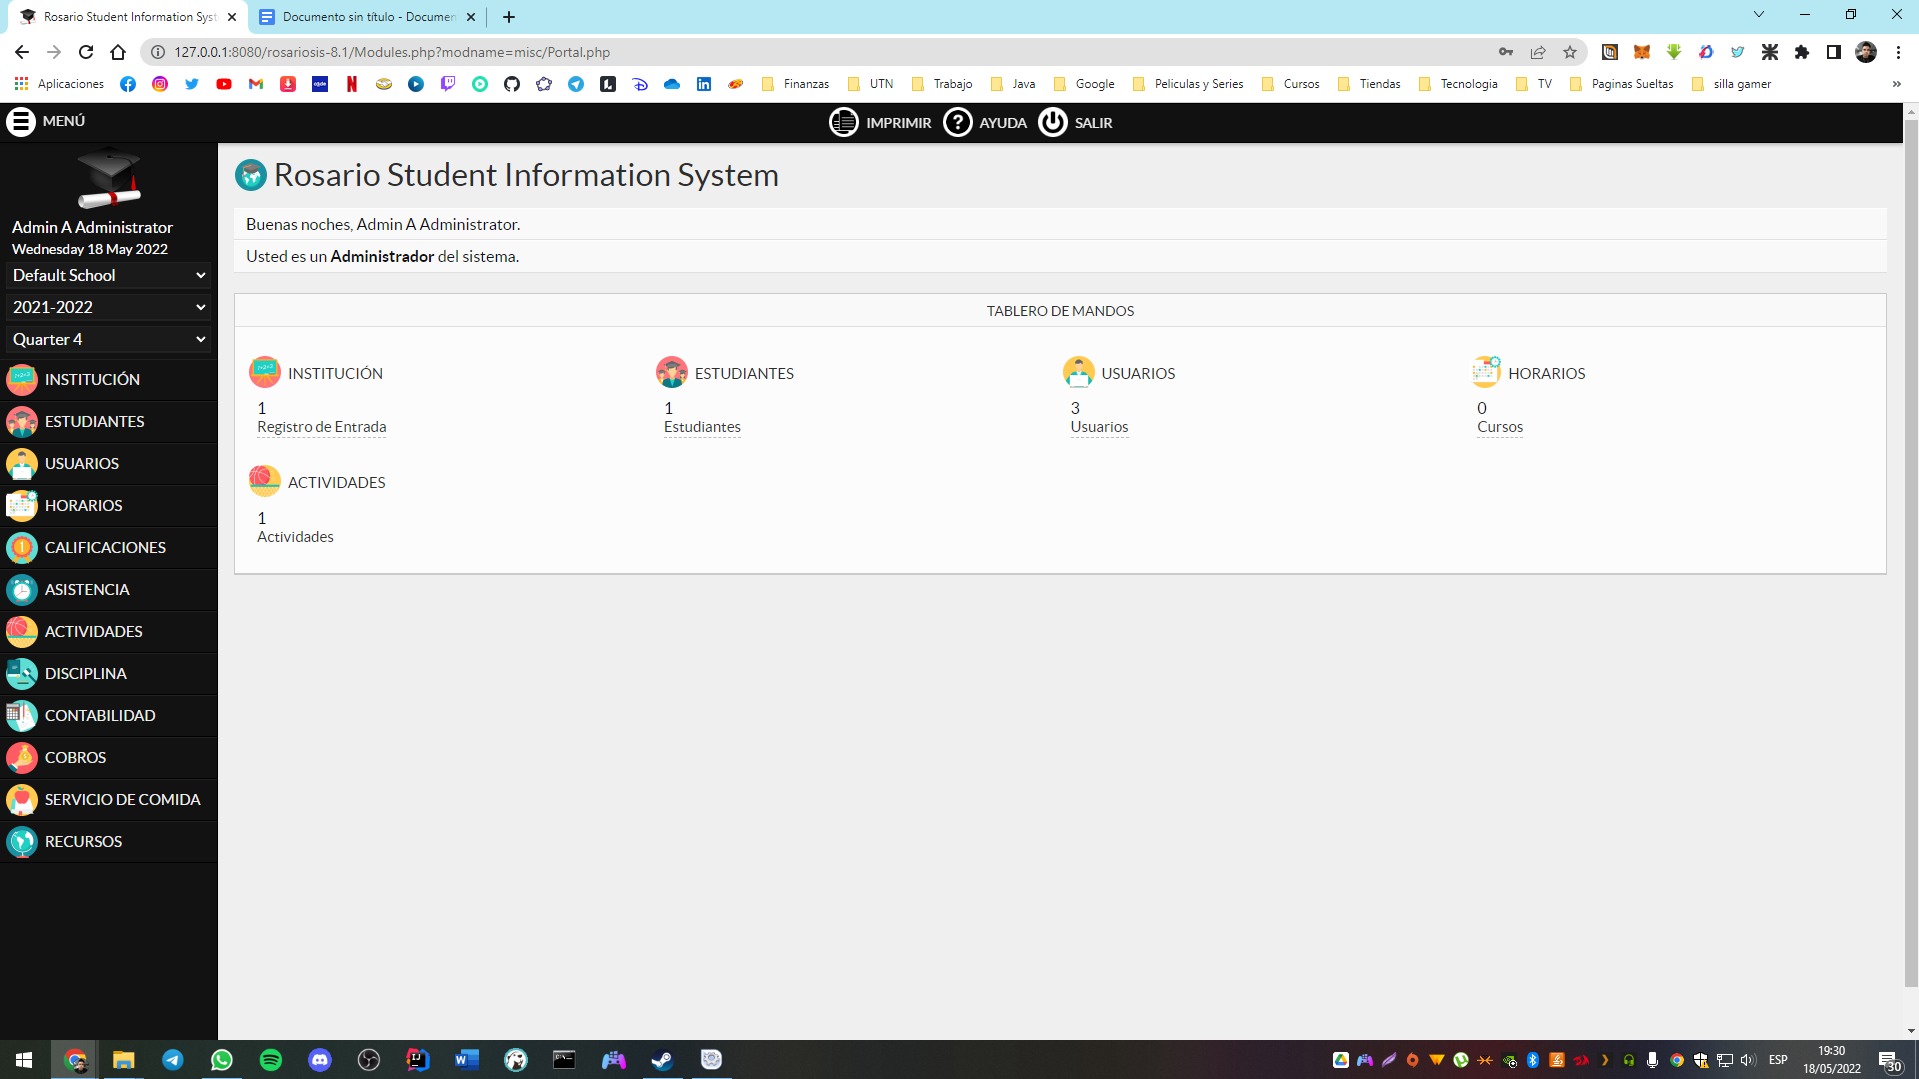 Rosario Student Information Syst
Documento sin título - Documen
127.0.0.1:8080/rosariosis-8.1/Modules.php?modname=misc/Portal.php
Aplicaciones
Finanzas
UTN
Trabajo
Java
Google
Peliculas y Series
Cursos
Tiendas
Tecnologia
TV
Paginas Sueltas
silla gamer
»
MENÚ
IMPRIMIR
AYUDA
SALIR
Admin A Administrator
Wednesday 18 May 2022
Default School
2021-2022
Quarter 4
INSTITUCIÓN
ESTUDIANTES
USUARIOS
HORARIOS
CALIFICACIONES
ASISTENCIA
ACTIVIDADES
DISCIPLINA
CONTABILIDAD
COBROS
SERVICIO DE COMIDA
RECURSOS
Rosario Student Information System
Buenas noches, Admin A Administrator.
Usted es un Administrador del sistema.
TABLERO DE MANDOS
INSTITUCIÓN
1
Registro de Entrada
ESTUDIANTES
1
Estudiantes
USUARIOS
3
Usuarios
HORARIOS
0
Cursos
ACTIVIDADES
1
Actividades
ESP
19:30
18/05/2022
30